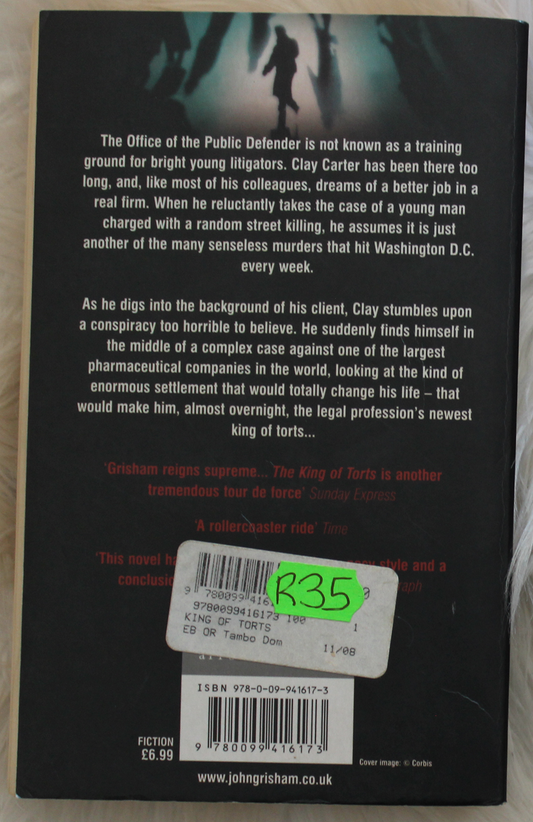 The Office of the Public Defender is not known as a training
ground for bright young litigators. Clay Carter has been there too
long, and, like most of his colleagues, dreams of a better job in a
real firm. When he reluctantly takes the case of a young man
charged with a random street killing, he assumes it is just
another of the many senseless murders that hit Washington D.C.
every week.
As he digs into the background of his client, Clay stumbles upon
a conspiracy too horrible to believe. He suddenly finds himself in
the middle of a complex case against one of the largest
pharmaceutical companies in the world, looking at the kind of
enormous settlement that would totally change his life – that
would make him, almost overnight, the legal profession's newest
king of torts...
'Grisham reigns supreme... The King of Torts is another
tremendous tour de force' Sunday Express
'A rollercoaster ride' Time
'This novel style and a
conclusion
R35
9 780099 416
9780099416173 100 1
KING OF TORTS
EB OR Tambo Dom 11/08
ISBN 978-0-09-941617-3
9 780099 416173
FICTION
£6.99
Cover image: © Corbis
www.johngrisham.co.uk